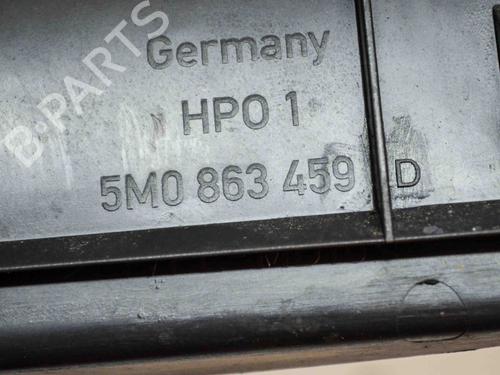 B-PARTS
Germany
HPO 1
5M0 863 459 D